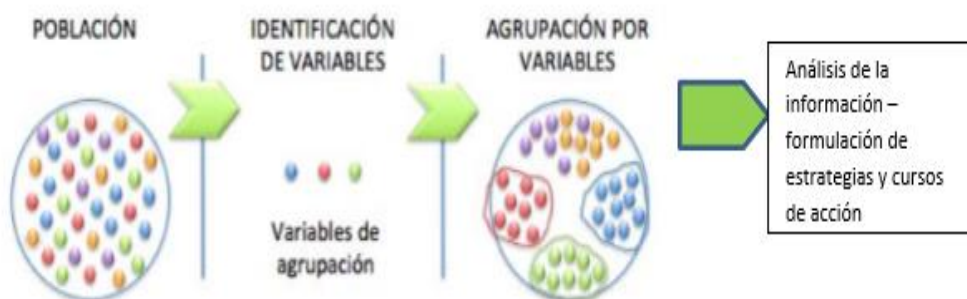 POBLACIÓN
IDENTIFICACIÓN
DE VARIABLES
Variables de
agrupación
AGRUPACIÓN POR
VARIABLES
Análisis de la
información –
formulación de
estrategias y cursos
de acción